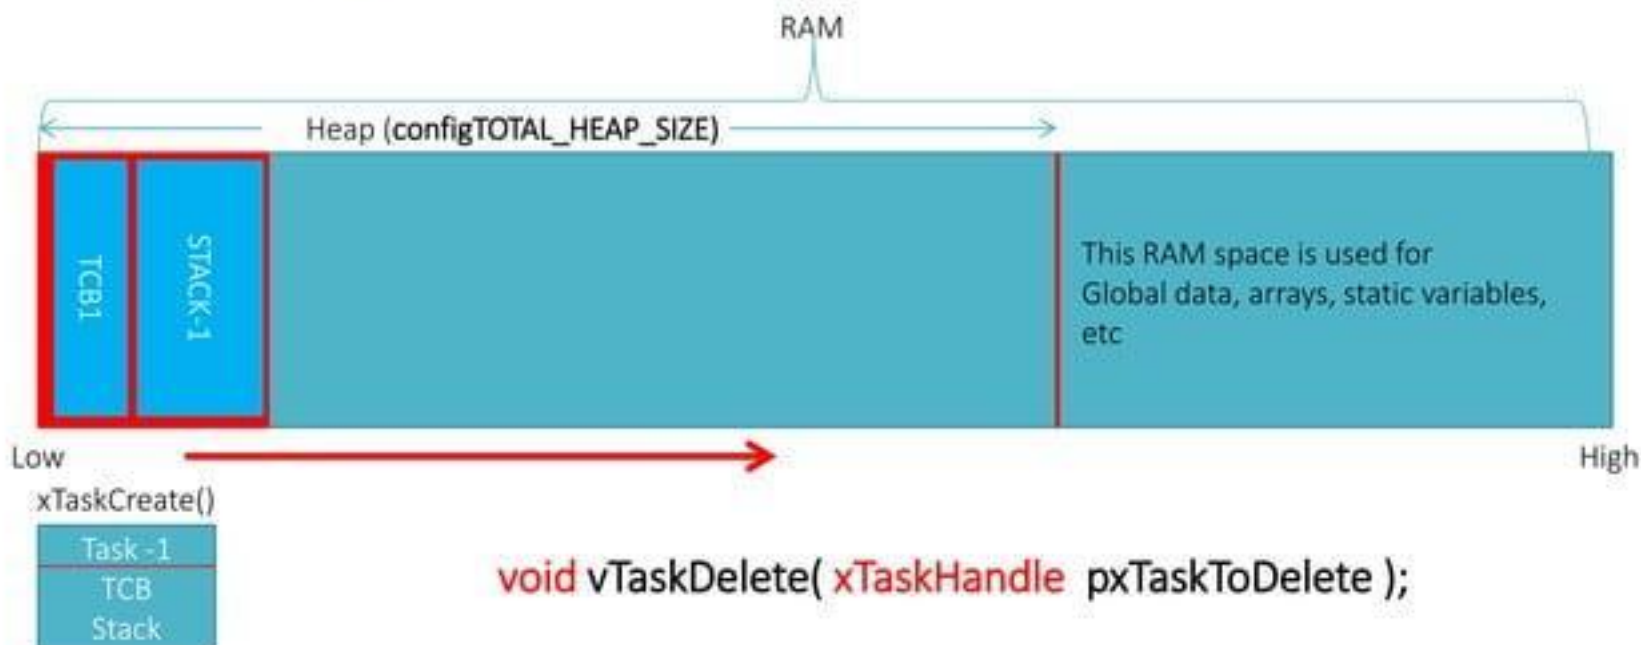 RAM
Heap (configTOTAL_HEAP_SIZE)
TCB1
STACK-1
This RAM space is used for
Global data, arrays, static variables,
etc
Low
High
xTaskCreate()
Task -1
TCB
Stack
void vTaskDelete( xTaskHandle pxTaskToDelete );